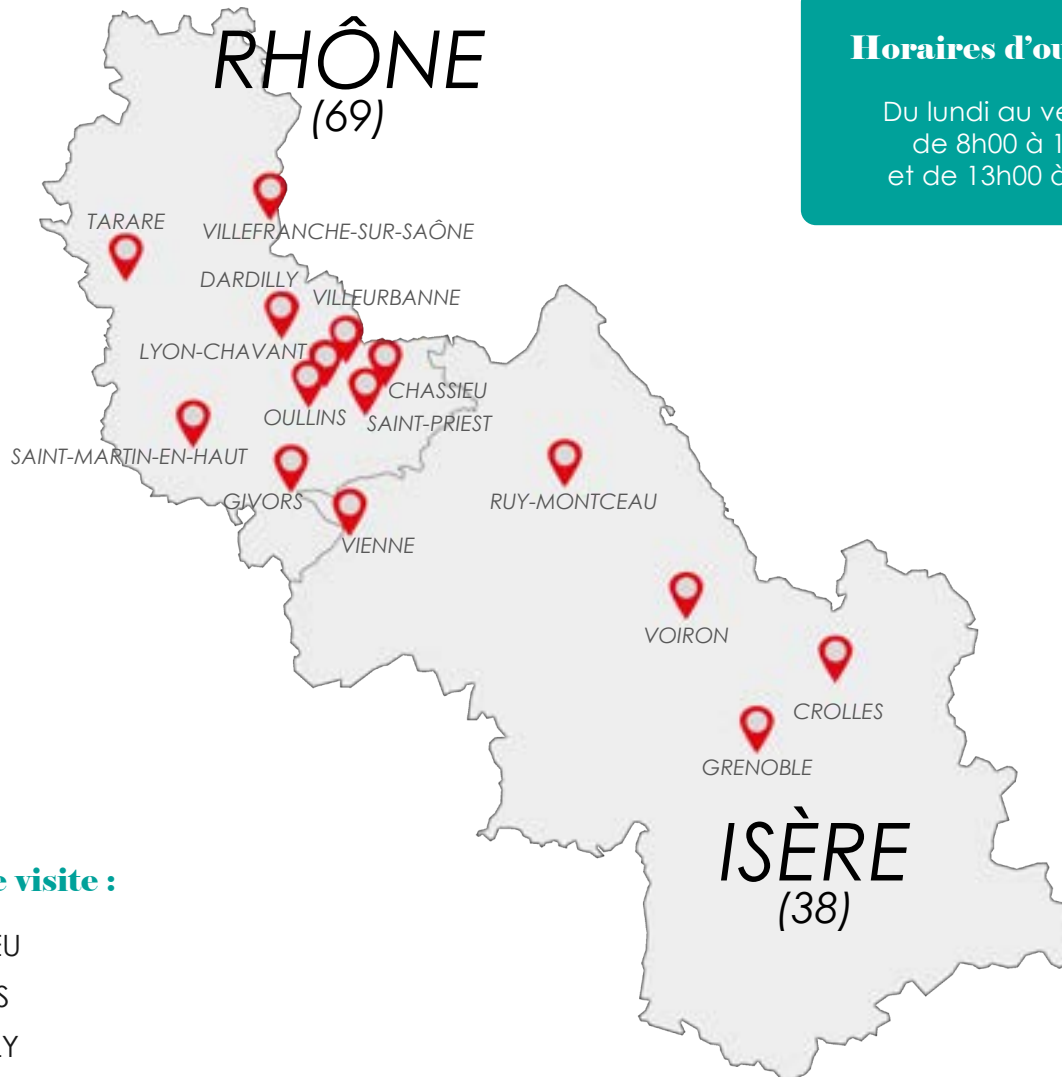 RHÔNE
(69)
Horaires d'ou
Du lundi au ve
de 8h00 à 1
et de 13h00 à
TARARE
VILLEFRANCHE-SUR-SAÔNE
DARDILLY
VILLEURBANNE
LYON-CHAVANT
CHASSIEU
OULLINS
SAINT-PRIEST
SAINT-MARTIN-EN-HAUT
GIVORS
RUY-MONTCEAU
VIENNE
VOIRON
CROLLES
GRENOBLE
ISÈRE
(38)
e visite :
EU
S
LY